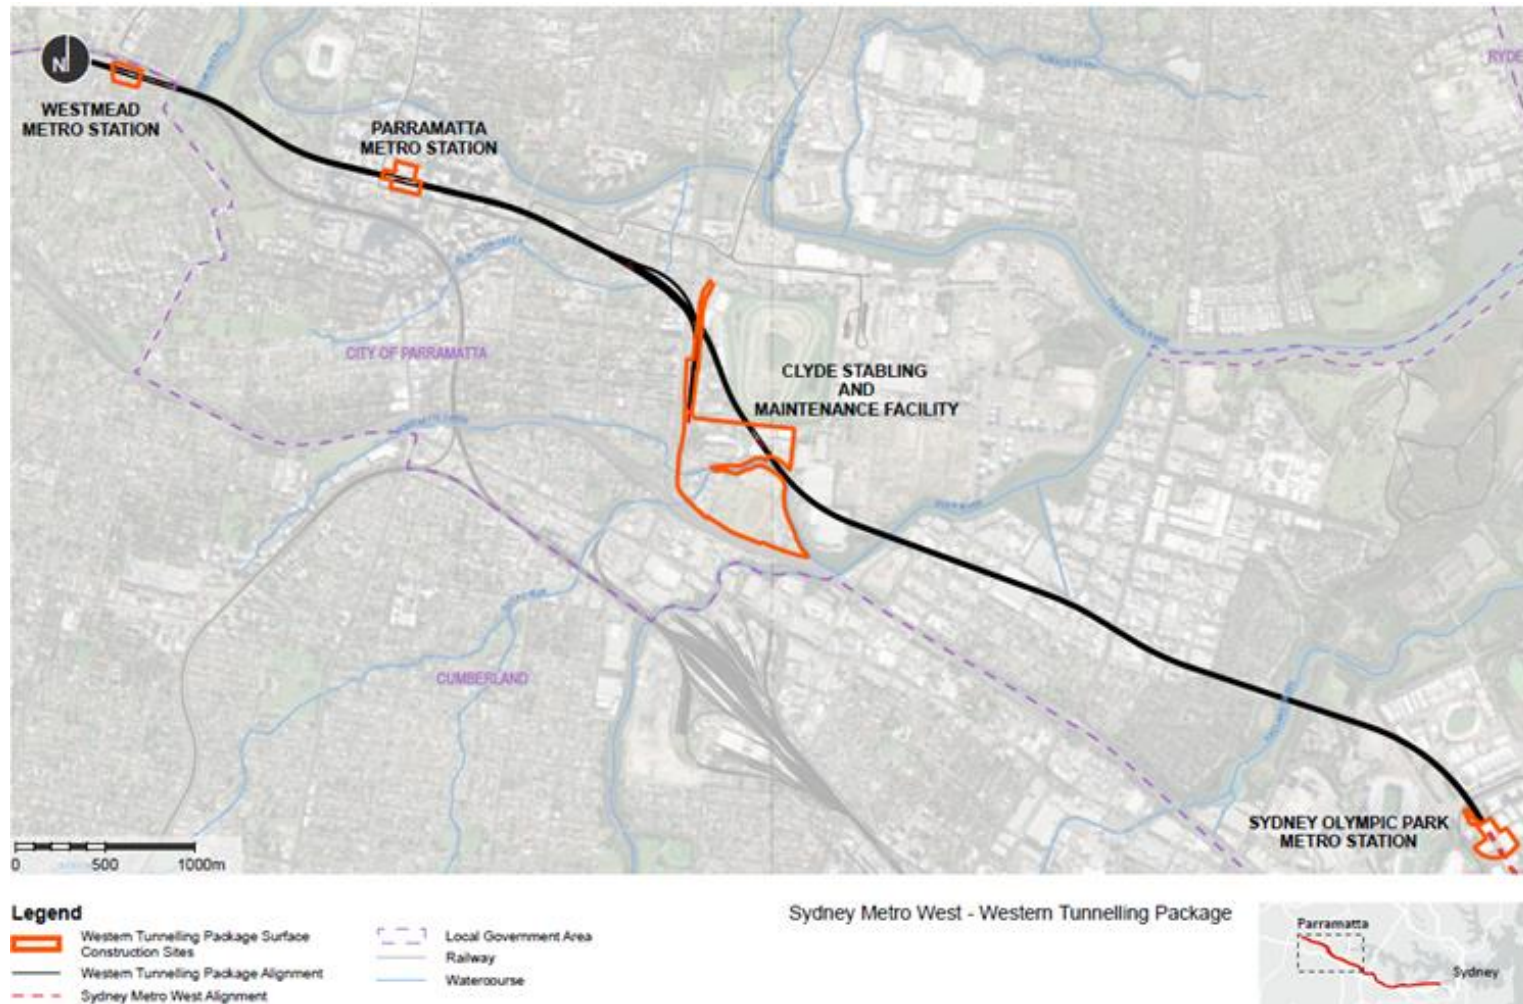 N
RYDE
WESTMEAD
METRO STATION
PARRAMATTA
METRO STATION
CITY OF PARRAMATTA
CLYDE STABLING
AND
MAINTENANCE FACILITY
CUMBERLAND
SYDNEY OLYMPIC PARK
METRO STATION
0 500 1000m
Legend
Western Tunnelling Package Surface
Construction Sites
Western Tunnelling Package Alignment
Sydney Metro West Alignment
Local Government Area
Railway
Watercourse
Sydney Metro West - Western Tunnelling Package
Parramatta
Sydney